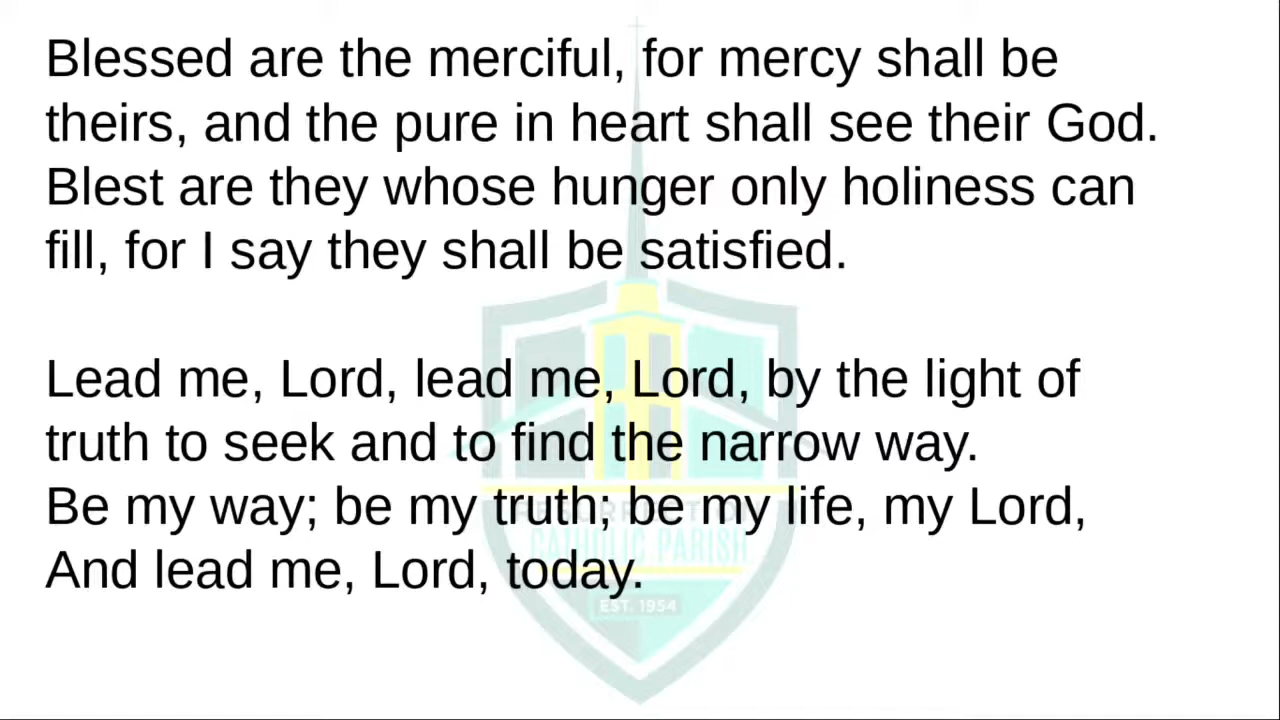 Blessed are the merciful, for mercy shall be
theirs, and the pure in heart shall see their God.
Blest are they whose hunger only holiness can
fill, for I say they shall be satisfied.
Lead me, Lord, lead me, Lord, by the light of
truth to seek and to find the narrow way.
Be my way; be my truth; be my life, my Lord,
And lead me, Lord, today.
RESURRECTION
CATHOLIC PARISH
EST. 1954